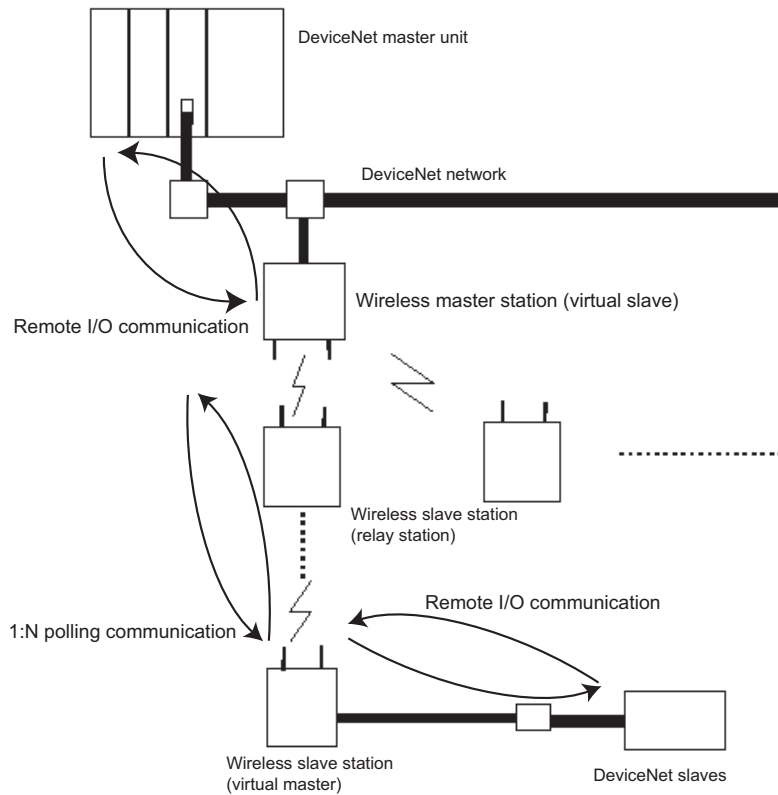 DeviceNet master unit
DeviceNet network
Wireless master station (virtual slave)
Remote I/O communication
Wireless slave station
(relay station)
Remote I/O communication
1:N polling communication
Wireless slave station
(virtual master)
DeviceNet slaves